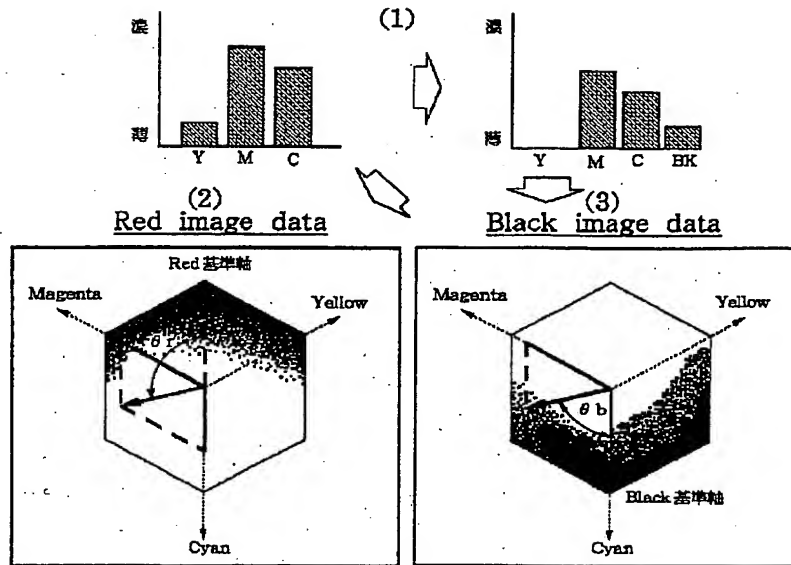 (1)
濃
薄
Y M C
濃
薄
Y M C BK
(2)
Red image data
(3)
Black image data
Red 基準軸
Magenta
Yellow
θ r
Cyan
Magenta
Yellow
θ b
Black 基準軸
Cyan